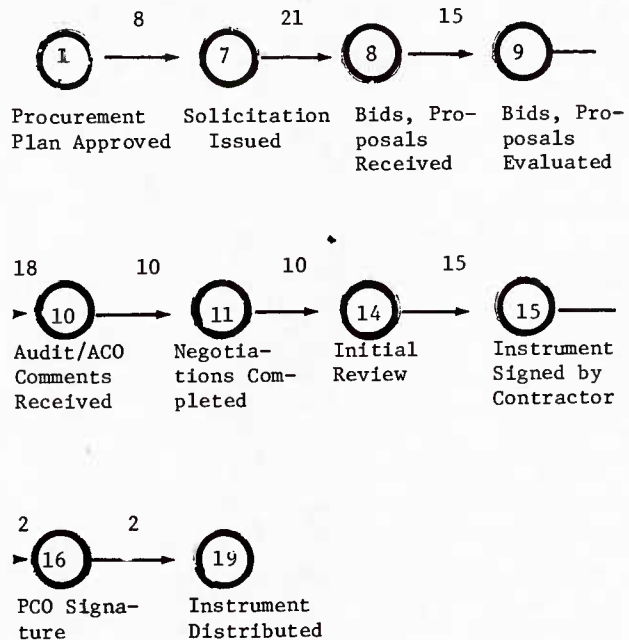 8 21 15
1 7 8 9
Procurement Solicitation Bids, Pro- Bids, Pro-
Plan Approved Issued posals posals
Received Evaluated
18 10 10 15
10 11 14 15
Audit/ACO Negotia- Initial Instrument
Comments tions Com- Review Signed by
Received pleted Contractor
2 2
16 19
PCO Signa- Instrument
ture Distributed